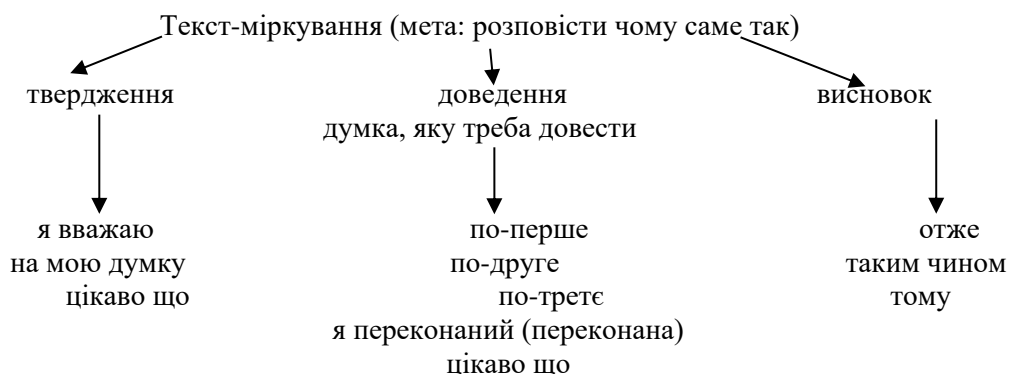 Текст-міркування (мета: розповісти чому саме так)
твердження
доведення
думка, яку треба довести
висновок
я вважаю
на мою думку
цікаво що
по-перше
по-друге
по-третє
я переконаний (переконана)
цікаво що
отже
таким чином
тому